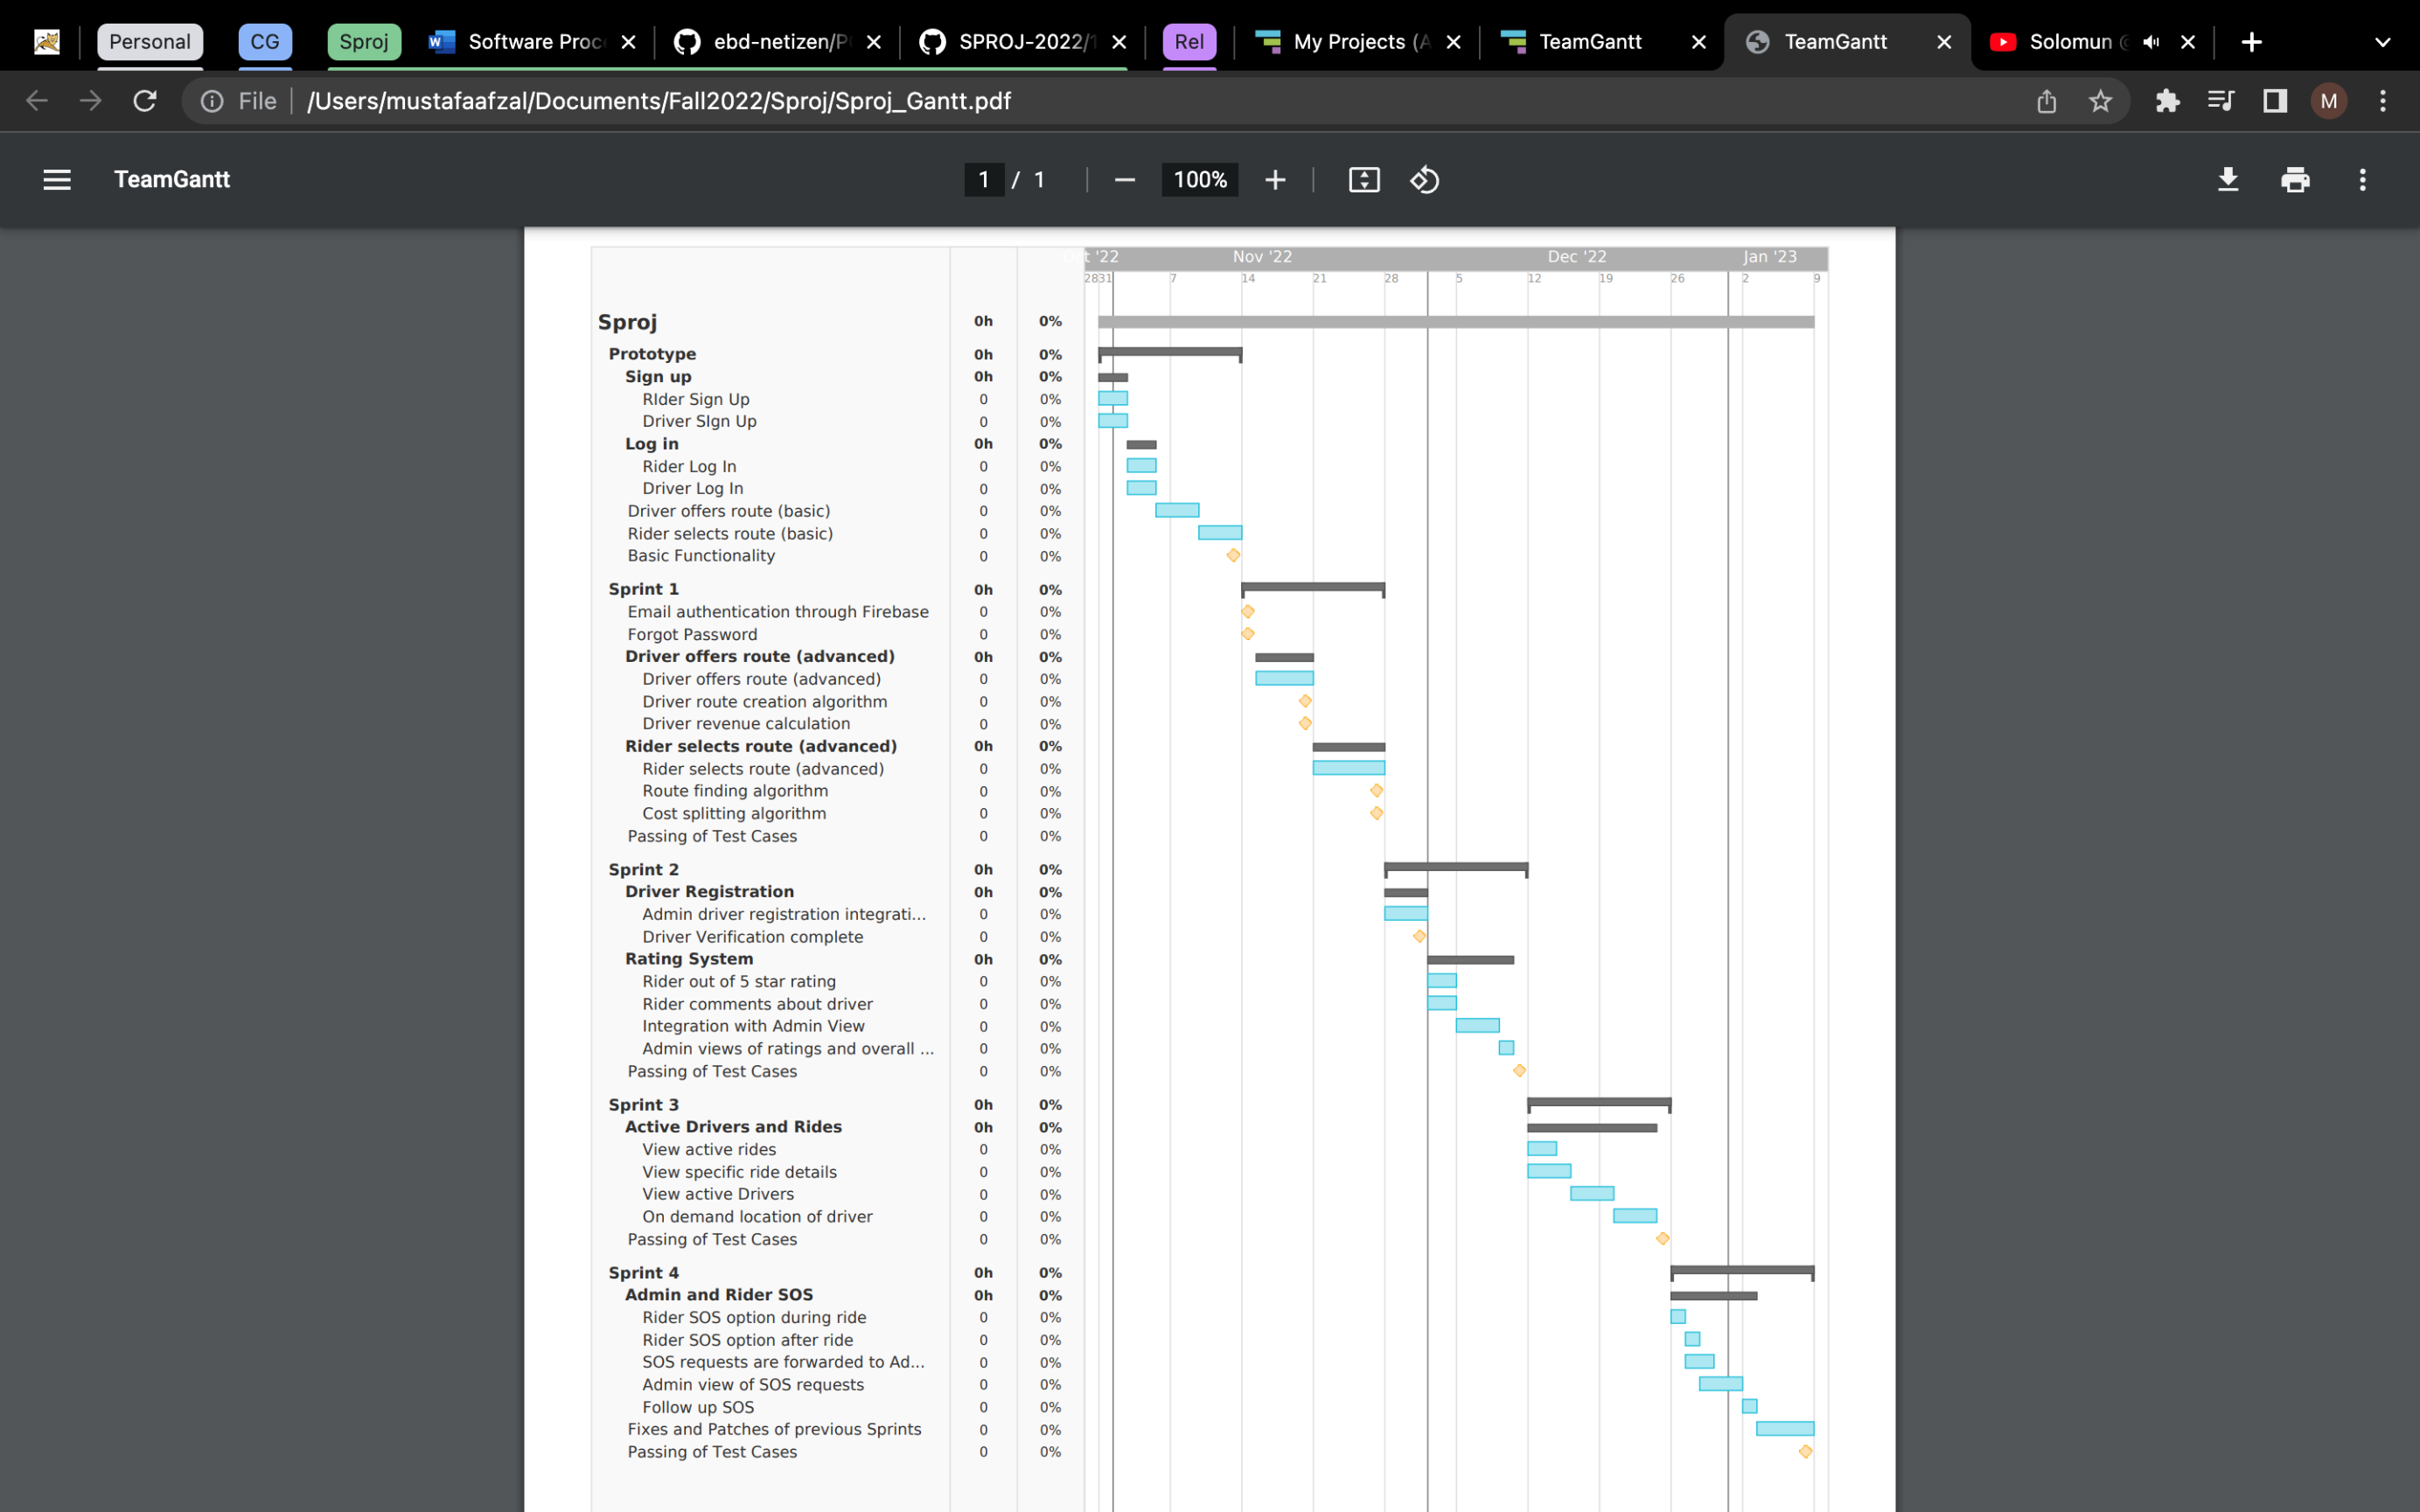 Personal CG Sproj Software Proc ebd-netizen/P SPROJ-2022/1 Rel My Projects (A TeamGantt TeamGantt Solomun
File /Users/mustafaafzal/Documents/Fall2022/Sproj/Sproj_Gantt.pdf M
TeamGantt 1 / 1 100%
'22 Nov '22 Dec '22 Jan '23
28 31 7 14 21 28 5 12 19 26 2 9
Sproj 0h 0%
Prototype 0h 0%
Sign up 0h 0%
RIder Sign Up 0 0%
Driver SIgn Up 0 0%
Log in 0h 0%
Rider Log In 0 0%
Driver Log In 0 0%
Driver offers route (basic) 0 0%
Rider selects route (basic) 0 0%
Basic Functionality 0 0%
Sprint 1 0h 0%
Email authentication through Firebase 0 0%
Forgot Password 0 0%
Driver offers route (advanced) 0h 0%
Driver offers route (advanced) 0 0%
Driver route creation algorithm 0 0%
Driver revenue calculation 0 0%
Rider selects route (advanced) 0h 0%
Rider selects route (advanced) 0 0%
Route finding algorithm 0 0%
Cost splitting algorithm 0 0%
Passing of Test Cases 0 0%
Sprint 2 0h 0%
Driver Registration 0h 0%
Admin driver registration integrati... 0 0%
Driver Verification complete 0 0%
Rating System 0h 0%
Rider out of 5 star rating 0 0%
Rider comments about driver 0 0%
Integration with Admin View 0 0%
Admin views of ratings and overall ... 0 0%
Passing of Test Cases 0 0%
Sprint 3 0h 0%
Active Drivers and Rides 0h 0%
View active rides 0 0%
View specific ride details 0 0%
View active Drivers 0 0%
On demand location of driver 0 0%
Passing of Test Cases 0 0%
Sprint 4 0h 0%
Admin and Rider SOS 0h 0%
Rider SOS option during ride 0 0%
Rider SOS option after ride 0 0%
SOS requests are forwarded to Ad... 0 0%
Admin view of SOS requests 0 0%
Follow up SOS 0 0%
Fixes and Patches of previous Sprints 0 0%
Passing of Test Cases 0 0%